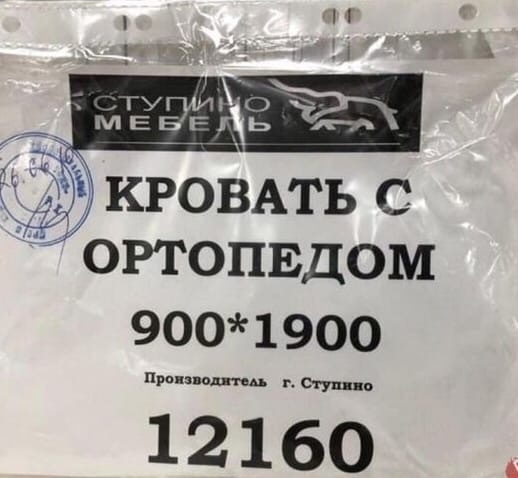 СТУПИНО
МЕБЕЛЬ
КРОВАТЬ С
ОРТОПЕДОМ
900*1900
Производитель г. Ступино
12160